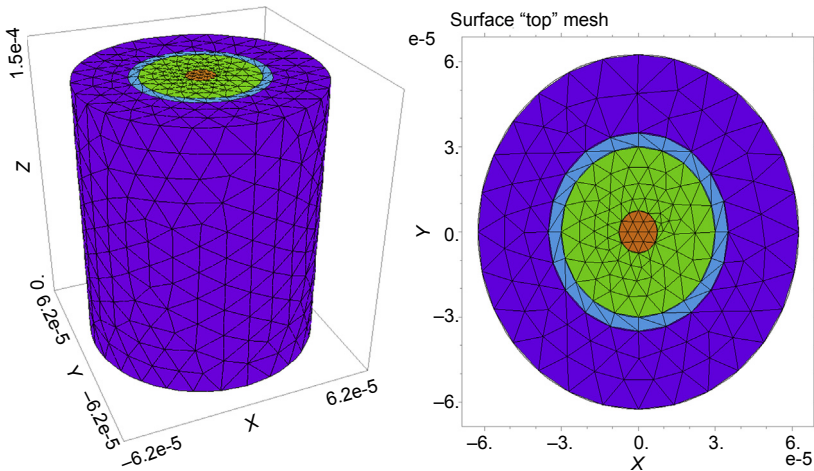 1.5e-4
Z
0.
6.2e-5
Y
–6.2e-5
–6.2e-5
X
6.2e-5
Surface “top” mesh
e-5
6.
3.
Y
0.
–3.
–6.
–6. –3. 0. 3. 6.
e-5
X